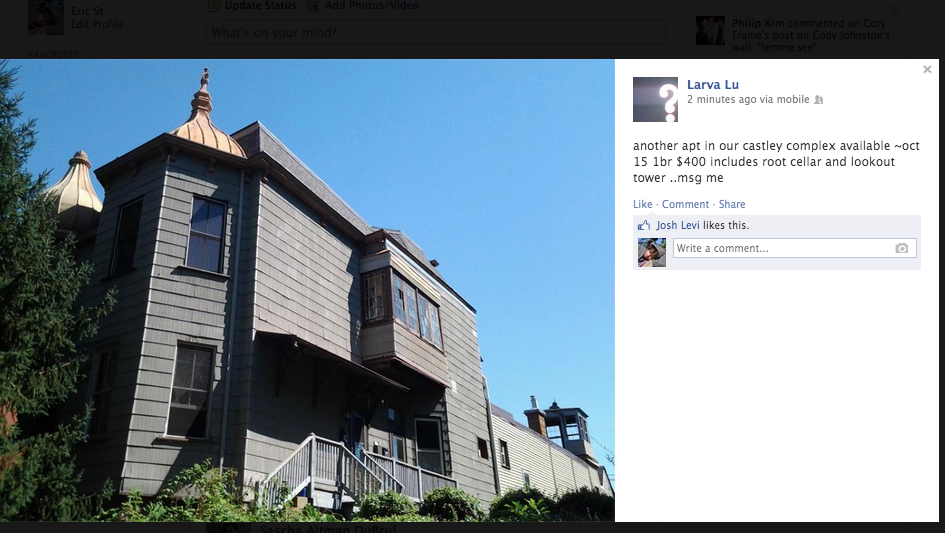 Eric St
Edit Profile
FAVORITES
Update Status Add Photos/Video
What's on your mind?
Philip Kim commented on Cory
Frame's post on Cody Johnston's
wall: "lemme see"
Larva Lu
2 minutes ago via mobile
another apt in our castley complex available ~oct
15 1br $400 includes root cellar and lookout
tower ..msg me
Like · Comment · Share
Josh Levi likes this.
Write a comment...
Sascha Altman DuBrul